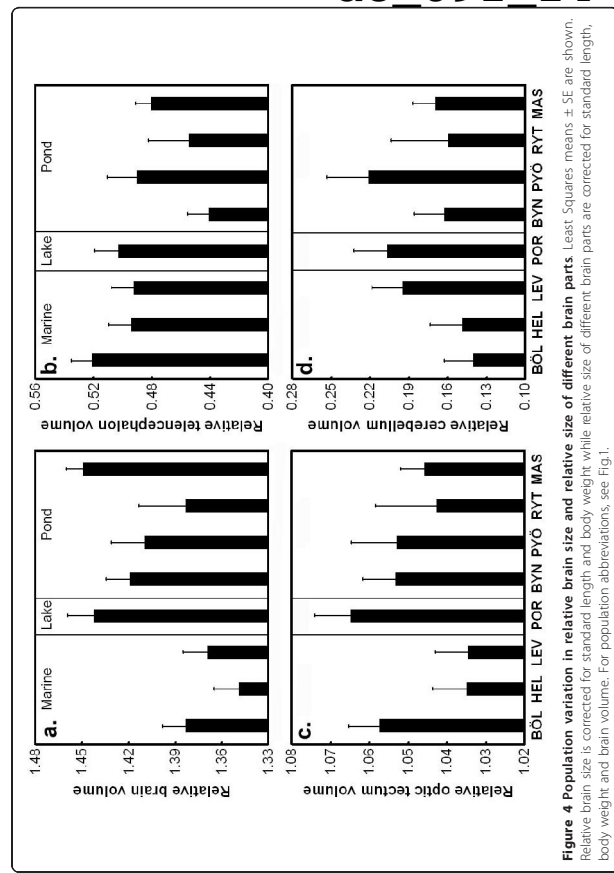 a.
Marine
Lake
Pond
Relative brain volume
1.48
1.45
1.42
1.39
1.36
1.33
b.
Marine
Lake
Pond
Relative telencephalon volume
0.56
0.52
0.48
0.44
0.40
c.
Relative optic tectum volume
1.08
1.07
1.06
1.05
1.04
1.03
1.02
BÖL HEL LEV POR BYN PYÖ RYT MAS
d.
Relative cerebellum volume
0.28
0.25
0.22
0.19
0.16
0.13
0.10
BÖL HEL LEV POR BYN PYÖ RYT MAS
Figure 4 Population variation in relative brain size and relative size of different brain parts. Least Squares means ± SE are shown.
Relative brain size is corrected for standard length and body weight while relative size of different brain parts are corrected for standard length,
body weight and brain volume. For population abbreviations, see Fig.1.